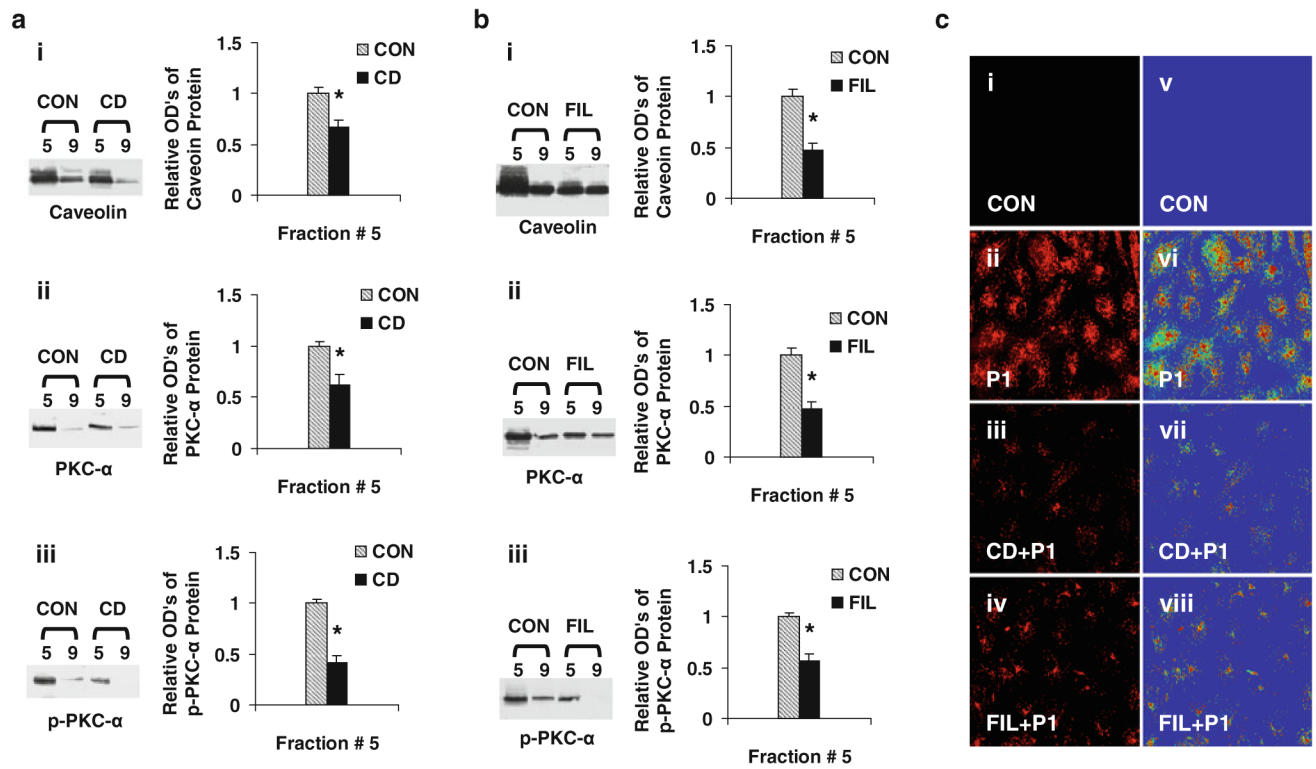 a
i
CON CD
5 9 5 9
Caveolin
Relative OD's of
Caveoin Protein
1.5
1
0.5
0
CON
CD
*
Fraction # 5
ii
CON CD
5 9 5 9
PKC-α
Relative OD's of
PKC-α Protein
1.5
1
0.5
0
CON
CD
*
Fraction # 5
iii
CON CD
5 9 5 9
p-PKC-α
Relative OD's of
p-PKC-α Protein
1.5
1
0.5
0
CON
CD
*
Fraction # 5
b
i
CON FIL
5 9 5 9
Caveolin
Relative OD's of
Caveoin Protein
1.5
1
0.5
0
CON
FIL
*
Fraction # 5
ii
CON FIL
5 9 5 9
PKC-α
Relative OD's of
PKC-α Protein
1.5
1
0.5
0
CON
FIL
*
Fraction # 5
iii
CON FIL
5 9 5 9
p-PKC-α
Relative OD's of
p-PKC-α Protein
1.5
1
0.5
0
CON
FIL
*
Fraction # 5
c
i
CON
v
CON
ii
P1
vi
P1
iii
CD+P1
vii
CD+P1
iv
FIL+P1
viii
FIL+P1